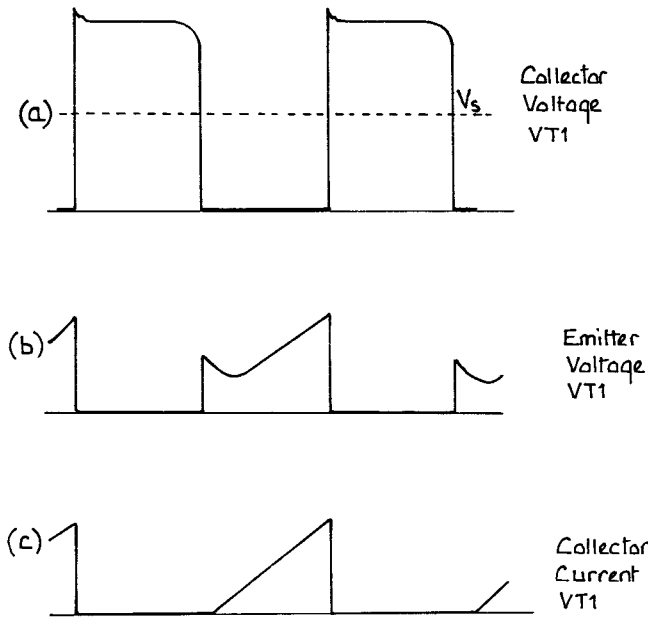 (a)
Vs
Collector
Voltage
VT1
(b)
Emitter
Voltage
VT1
(c)
Collector
Current
VT1